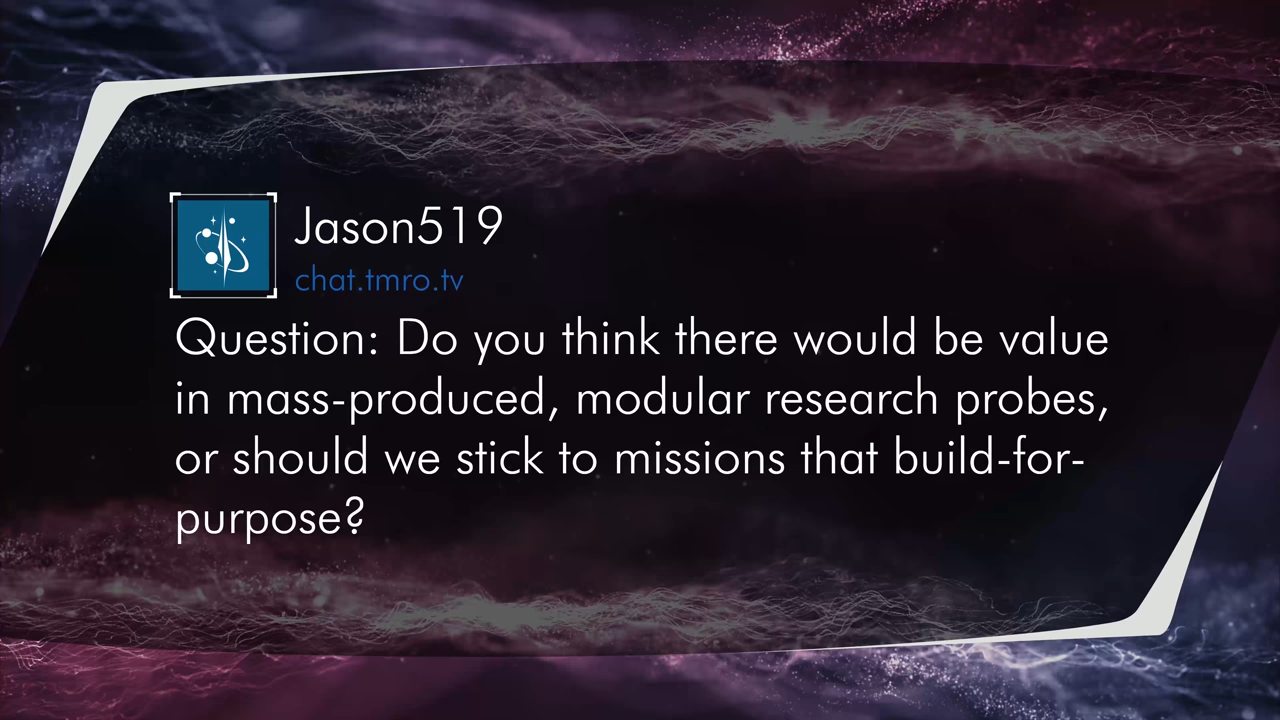 Jason519
chat.tmro.tv
Question: Do you think there would be value
in mass-produced, modular research probes,
or should we stick to missions that build-for-
purpose?